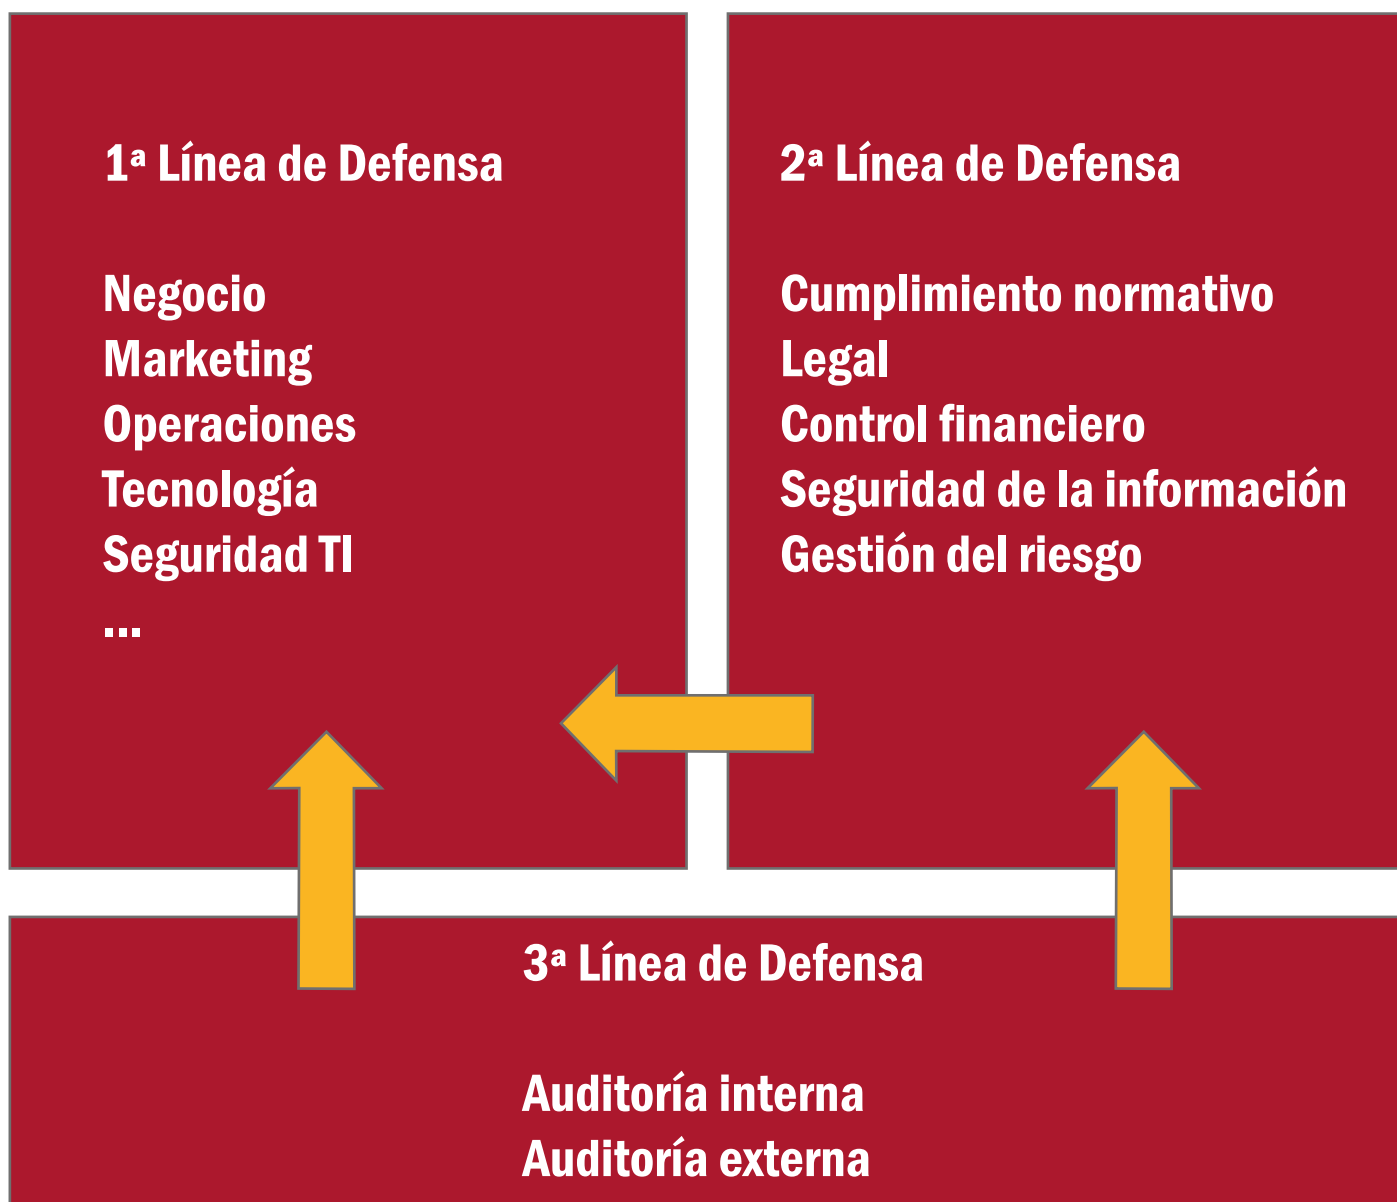 1ª Línea de Defensa
Negocio
Marketing
Operaciones
Tecnología
Seguridad TI
...
2ª Línea de Defensa
Cumplimiento normativo
Legal
Control financiero
Seguridad de la información
Gestión del riesgo
3ª Línea de Defensa
Auditoría interna
Auditoría externa